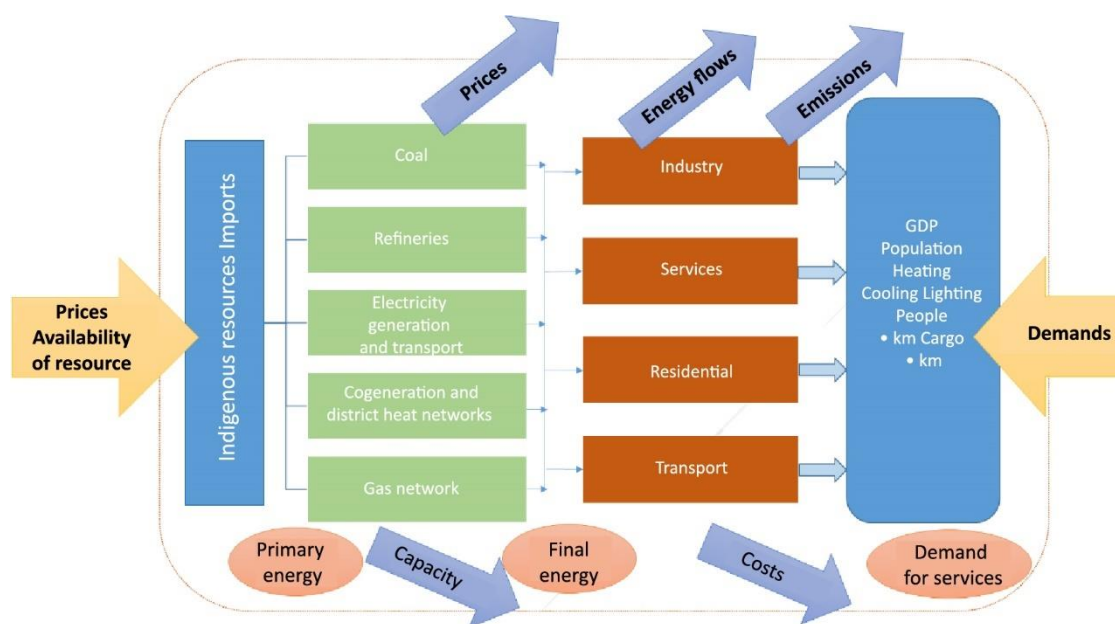 Prices
Energy flows
Emissions
Prices
Availability
of resource
Indigenous resources Imports
Coal
Refineries
Electricity
generation
and transport
Cogeneration and
district heat networks
Gas network
Industry
Services
Residential
Transport
GDP
Population
Heating
Cooling Lighting
People
• km Cargo
• km
Demands
Primary
energy
Capacity
Final
energy
Costs
Demand
for services